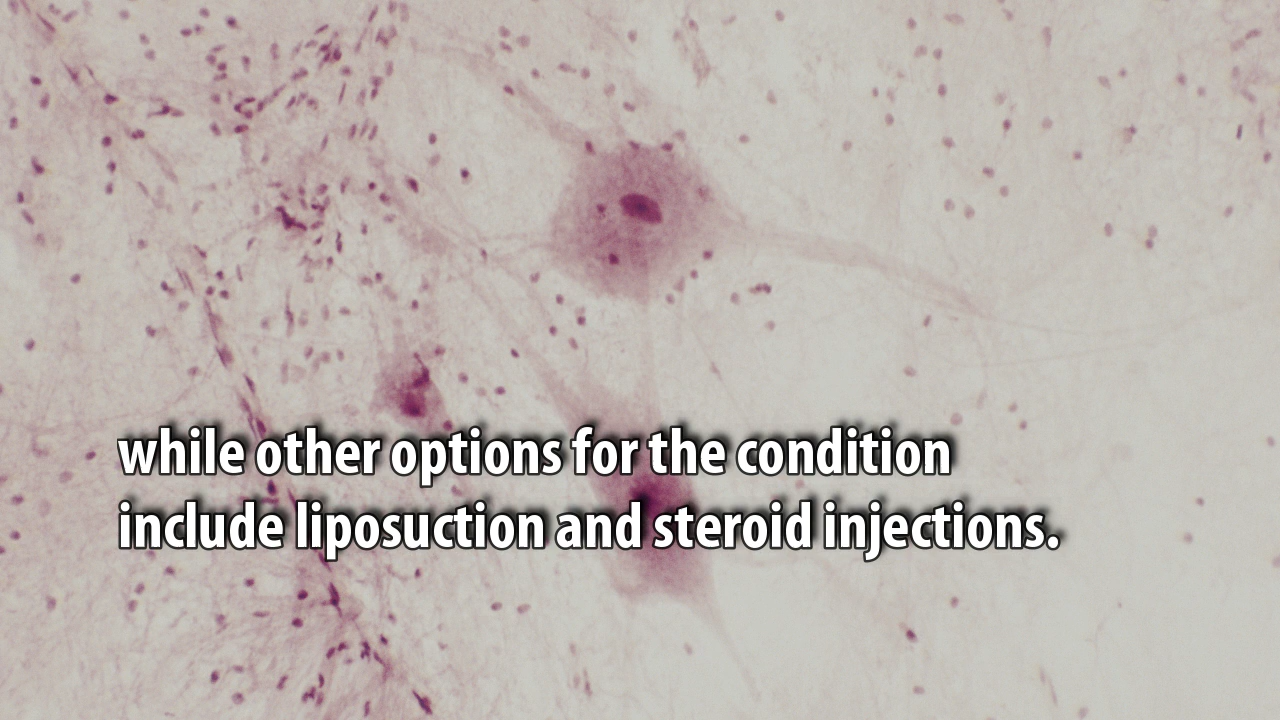 while other options for the condition
include liposuction and steroid injections.